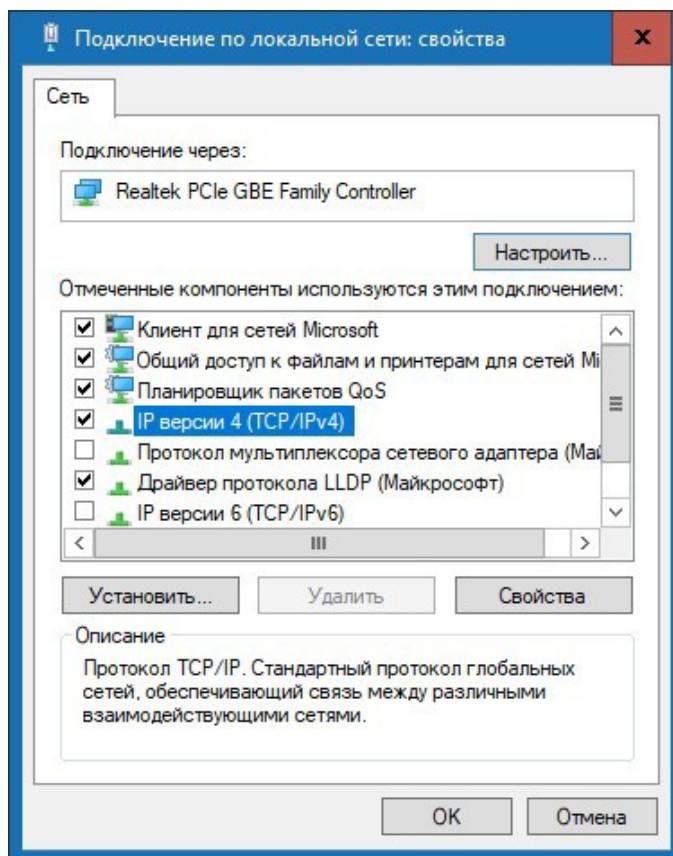 Подключение по локальной сети: свойства
Сеть
Подключение через:
Realtek PCIe GBE Family Controller
Настроить...
Отмеченные компоненты используются этим подключением:
Клиент для сетей Microsoft
Общий доступ к файлам и принтерам для сетей Mi
Планировщик пакетов QoS
IP версии 4 (TCP/IPv4)
Протокол мультиплексора сетевого адаптера (Май
Драйвер протокола LLDP (Майкрософт)
IP версии 6 (TCP/IPv6)
Установить... Удалить Свойства
Описание
Протокол TCP/IP. Стандартный протокол глобальных
сетей, обеспечивающий связь между различными
взаимодействующими сетями.
OK Отмена